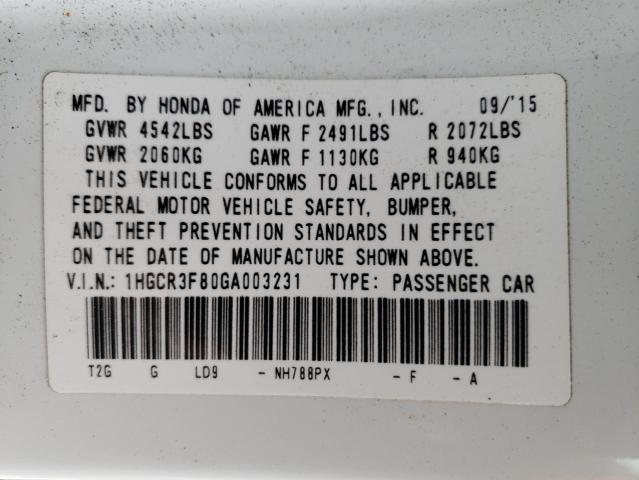 MFD. BY HONDA OF AMERICA MFG., INC. 09/'15
GVWR 4542LBS GAWR F 2491LBS R 2072LBS
GVWR 2060KG GAWR F 1130KG R 940KG
THIS VEHICLE CONFORMS TO ALL APPLICABLE
FEDERAL MOTOR VEHICLE SAFETY, BUMPER,
AND THEFT PREVENTION STANDARDS IN EFFECT
ON THE DATE OF MANUFACTURE SHOWN ABOVE.
V.I.N.: 1HGCR3F80GA003231 TYPE: PASSENGER CAR
T2G G LD9 - NH788PX - F - A